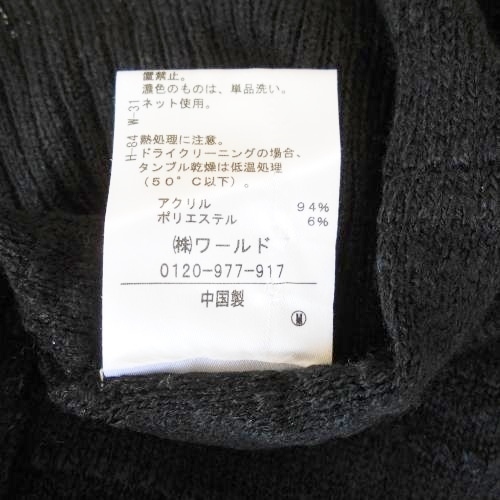 置禁止。
濃色のものは、単品洗い。
ネット使用。
熱処理に注意。
ドライクリーニングの場合、
タンブル乾燥は低温処理
(50°C以下)。
アクリル 94%
ポリエステル 6%
㈱ワールド
0120-977-917
中国製
Ⓜ
H-84 W-31